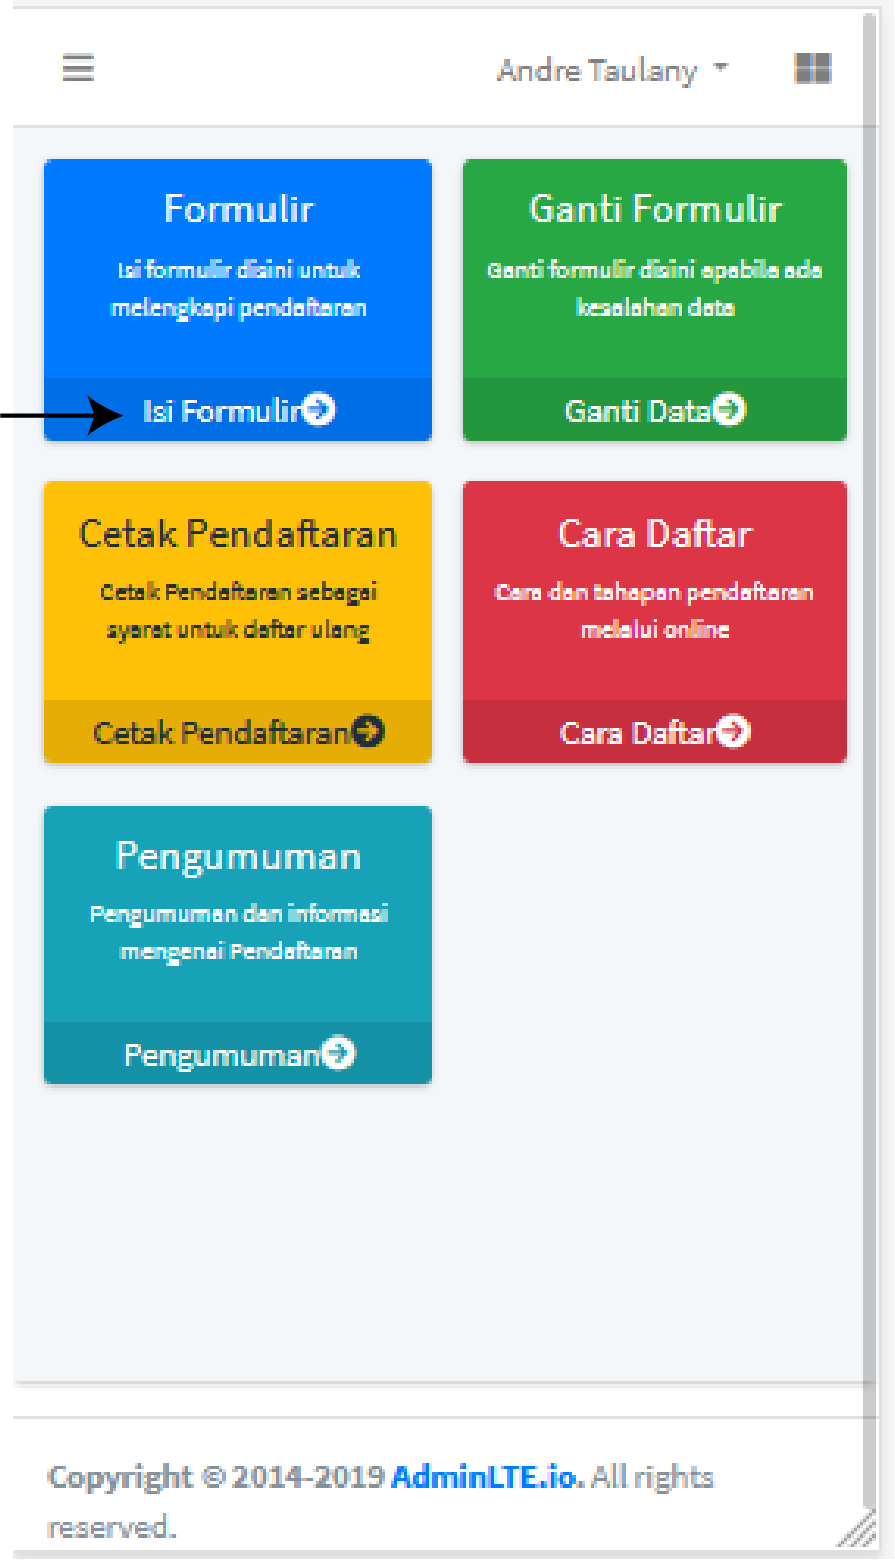 Andre Taulany
Formulir
Isi formulir disini untuk
melengkapi pendaftaran
Isi Formulir
Ganti Formulir
Ganti formulir disini apabila ada
kesalahan data
Ganti Data
Cetak Pendaftaran
Cetak Pendaftaran sebagai
syarat untuk daftar ulang
Cetak Pendaftaran
Cara Daftar
Cara dan tahapan pendaftaran
melalui online
Cara Daftar
Pengumuman
Pengumuman dan informasi
mengenai Pendaftaran
Pengumuman
Copyright © 2014-2019 AdminLTE.io. All rights
reserved.